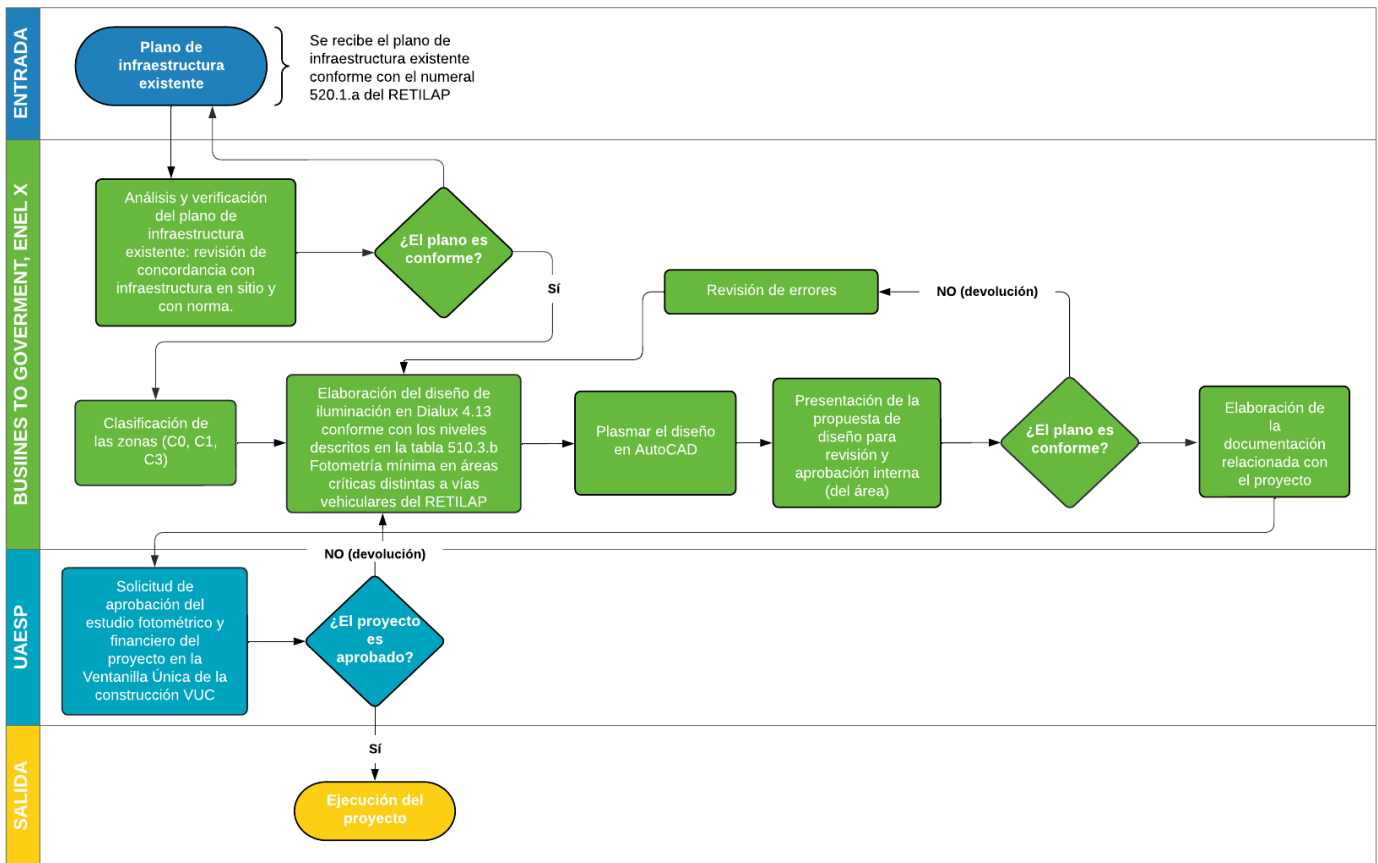 ENTRADA
Plano de
infraestructura
existente
Se recibe el plano de
infraestructura existente
conforme con el numeral
520.1.a del RETILAP
BUSIINES TO GOVERMENT, ENEL X
Análisis y verificación
del plano de
infraestructura
existente: revisión de
concordancia con
infraestructura en sitio y
con norma.
¿El plano es
conforme?
Sí
Revisión de errores
NO (devolución)
Clasificación de
las zonas (C0, C1,
C3)
Elaboración del diseño de
iluminación en Dialux 4.13
conforme con los niveles
descritos en la tabla 510.3.b
Fotometría mínima en áreas
críticas distintas a vías
vehiculares del RETILAP
Plasmar el diseño
en AutoCAD
Presentación de la
propuesta de
diseño para
revisión y
aprobación interna
(del área)
¿El plano es
conforme?
Elaboración de
la
documentación
relacionada con
el proyecto
UAESP
NO (devolución)
Solicitud de
aprobación del
estudio fotométrico y
financiero del
proyecto en la
Ventanilla Única de la
construcción VUC
¿El proyecto
es
aprobado?
SALIDA
Sí
Ejecución del
proyecto